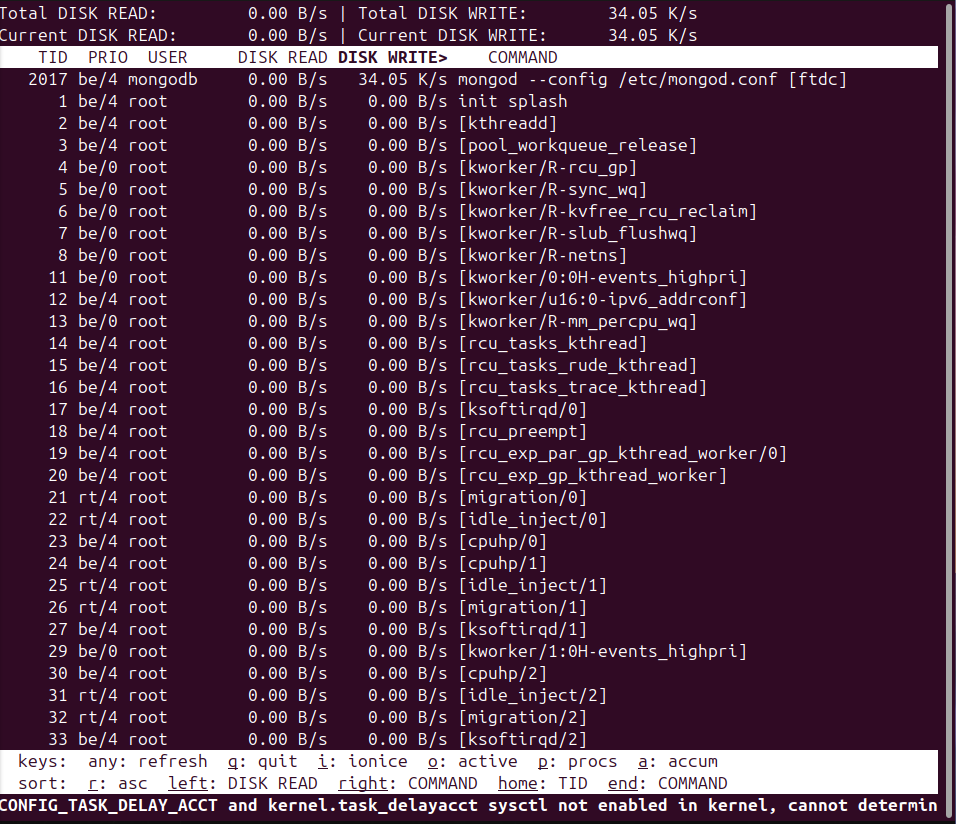 Total DISK READ:         0.00 B/s | Total DISK WRITE:        34.05 K/s
Current DISK READ:       0.00 B/s | Current DISK WRITE:      34.05 K/s
    TID  PRIO  USER     DISK READ DISK WRITE>    COMMAND
   2017 be/4 mongodb     0.00 B/s   34.05 K/s mongod --config /etc/mongod.conf [ftdc]
      1 be/4 root        0.00 B/s    0.00 B/s init splash
      2 be/4 root        0.00 B/s    0.00 B/s [kthreadd]
      3 be/4 root        0.00 B/s    0.00 B/s [pool_workqueue_release]
      4 be/0 root        0.00 B/s    0.00 B/s [kworker/R-rcu_gp]
      5 be/0 root        0.00 B/s    0.00 B/s [kworker/R-sync_wq]
      6 be/0 root        0.00 B/s    0.00 B/s [kworker/R-kvfree_rcu_reclaim]
      7 be/0 root        0.00 B/s    0.00 B/s [kworker/R-slub_flushwq]
      8 be/0 root        0.00 B/s    0.00 B/s [kworker/R-netns]
     11 be/0 root        0.00 B/s    0.00 B/s [kworker/0:0H-events_highpri]
     12 be/4 root        0.00 B/s    0.00 B/s [kworker/u16:0-ipv6_addrconf]
     13 be/0 root        0.00 B/s    0.00 B/s [kworker/R-mm_percpu_wq]
     14 be/4 root        0.00 B/s    0.00 B/s [rcu_tasks_kthread]
     15 be/4 root        0.00 B/s    0.00 B/s [rcu_tasks_rude_kthread]
     16 be/4 root        0.00 B/s    0.00 B/s [rcu_tasks_trace_kthread]
     17 be/4 root        0.00 B/s    0.00 B/s [ksoftirqd/0]
     18 be/4 root        0.00 B/s    0.00 B/s [rcu_preempt]
     19 be/4 root        0.00 B/s    0.00 B/s [rcu_exp_par_gp_kthread_worker/0]
     20 be/4 root        0.00 B/s    0.00 B/s [rcu_exp_gp_kthread_worker]
     21 rt/4 root        0.00 B/s    0.00 B/s [migration/0]
     22 rt/4 root        0.00 B/s    0.00 B/s [idle_inject/0]
     23 be/4 root        0.00 B/s    0.00 B/s [cpuhp/0]
     24 be/4 root        0.00 B/s    0.00 B/s [cpuhp/1]
     25 rt/4 root        0.00 B/s    0.00 B/s [idle_inject/1]
     26 rt/4 root        0.00 B/s    0.00 B/s [migration/1]
     27 be/4 root        0.00 B/s    0.00 B/s [ksoftirqd/1]
     29 be/0 root        0.00 B/s    0.00 B/s [kworker/1:0H-events_highpri]
     30 be/4 root        0.00 B/s    0.00 B/s [cpuhp/2]
     31 rt/4 root        0.00 B/s    0.00 B/s [idle_inject/2]
     32 rt/4 root        0.00 B/s    0.00 B/s [migration/2]
     33 be/4 root        0.00 B/s    0.00 B/s [ksoftirqd/2]
  keys:  any: refresh  q: quit  i: ionice  o: active  p: procs  a: accum
  sort:  r: asc  left: DISK READ  right: COMMAND  home: TID  end: COMMAND
CONFIG_TASK_DELAY_ACCT and kernel.task_delayacct sysctl not enabled in kernel, cannot determin